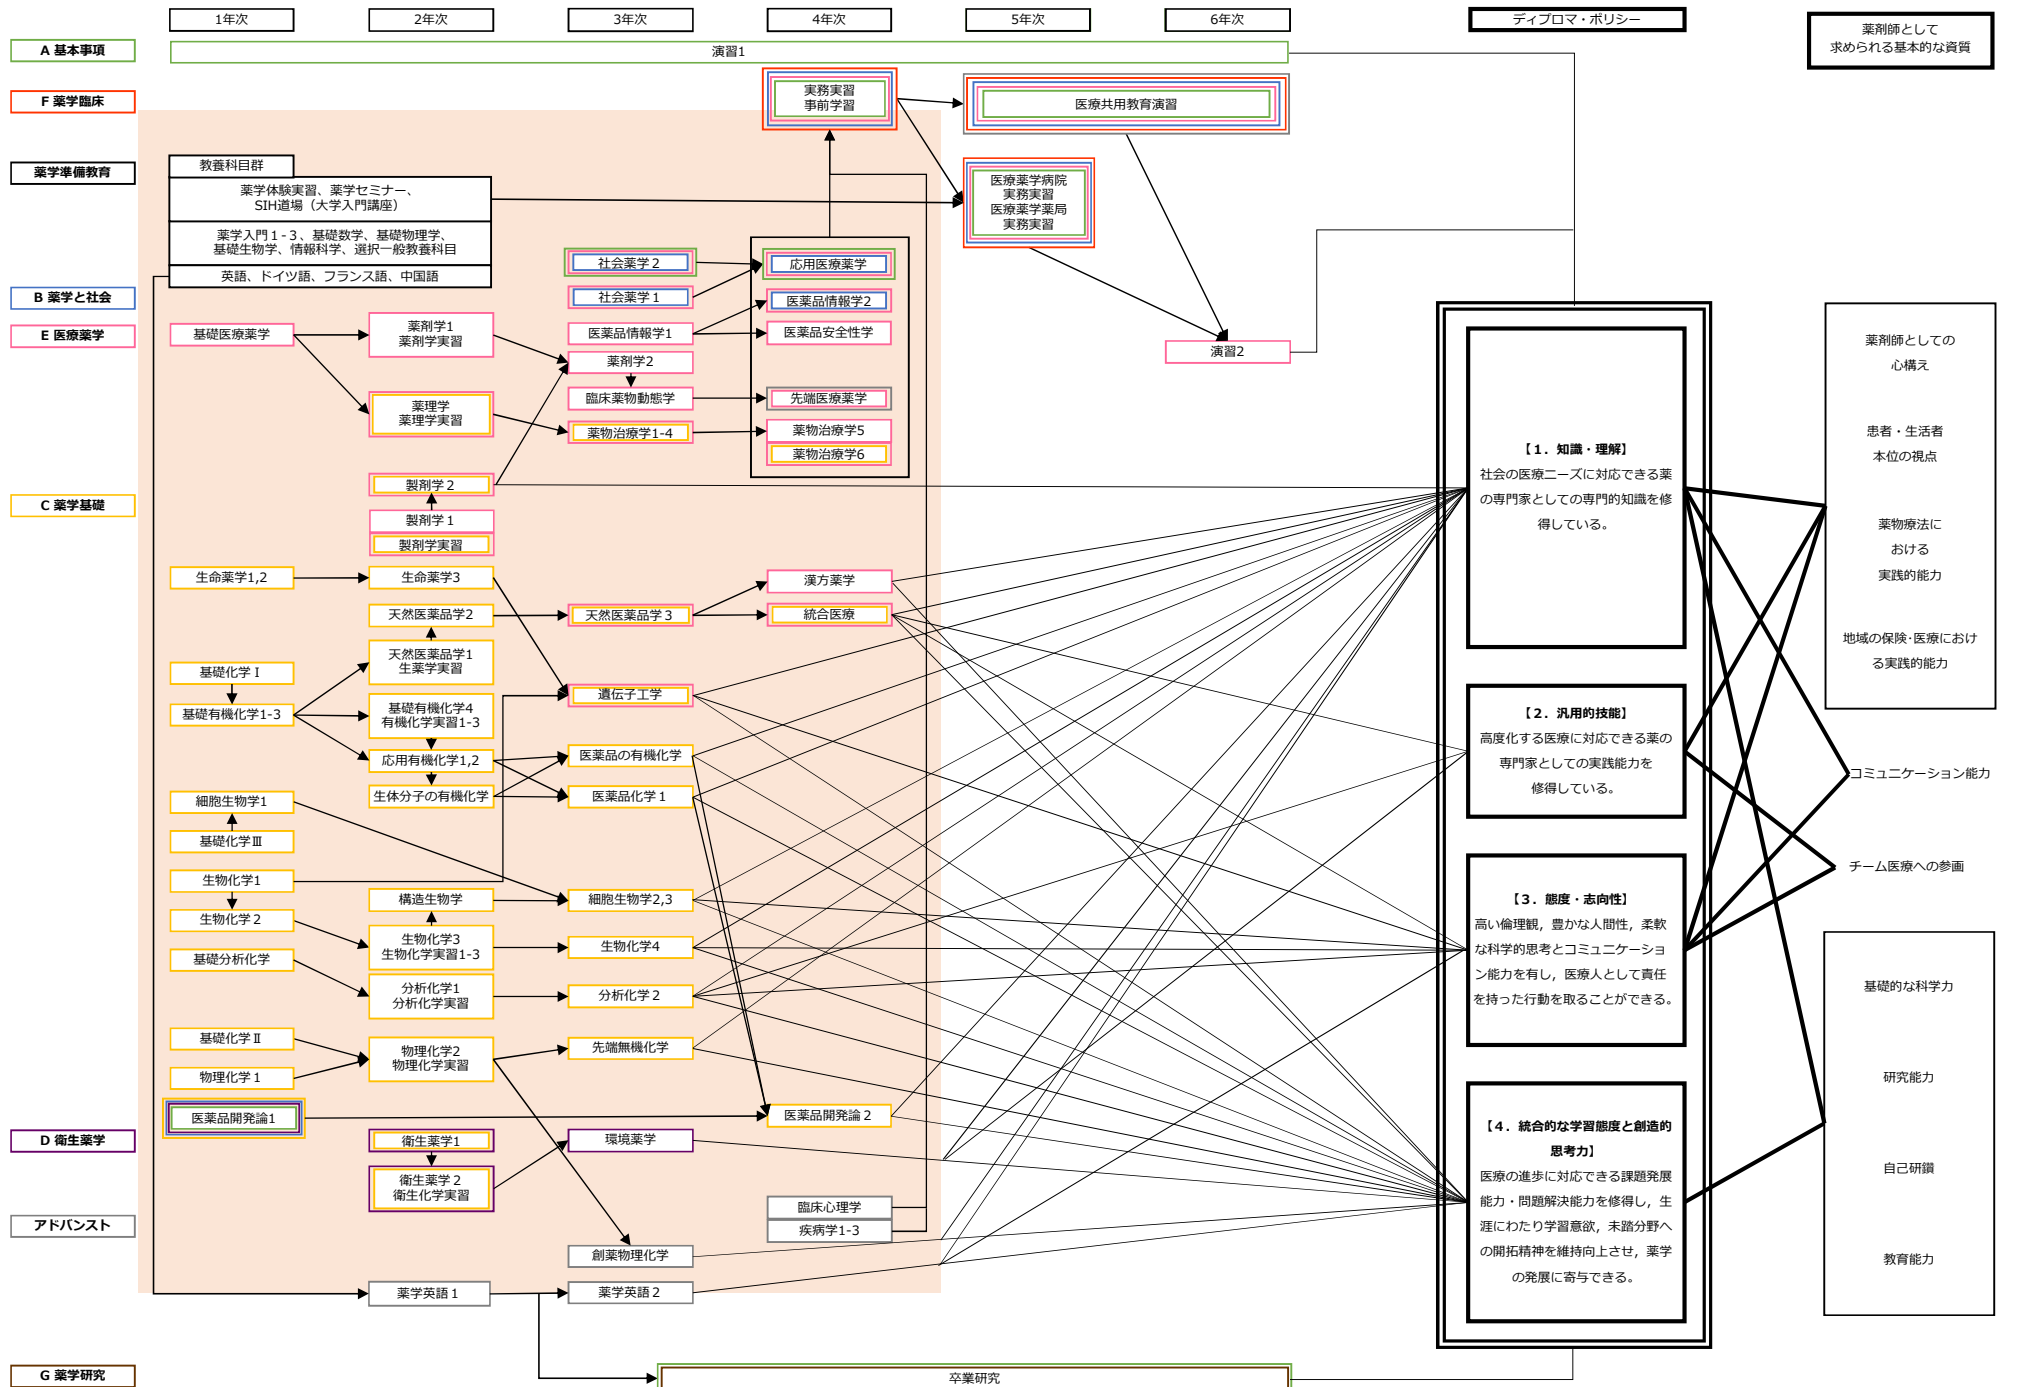 1年次
2年次
3年次
4年次
5年次
6年次
ディプロマ・ポリシー
薬剤師として
求められる基本的な資質
A 基本事項
演習1
F 薬学臨床
実務実習
事前学習
医療共用教育演習
薬学準備教育
教養科目群
薬学体験実習、薬学セミナー、
SIH道場（大学入門講座）
薬学入門１-３、基礎数学、基礎物理学、
基礎生物学、情報科学、選択一般教養科目
英語、ドイツ語、フランス語、中国語
医療薬学病院
実務実習
医療薬学薬局
実務実習
社会薬学２
応用医療薬学
B 薬学と社会
社会薬学１
医薬品情報学2
E 医療薬学
基礎医療薬学
薬剤学1
薬剤学実習
医薬品情報学1
医薬品安全性学
薬剤学2
演習2
臨床薬物動態学
先端医療薬学
薬理学
薬理学実習
薬物治療学1-4
薬物治療学5
薬物治療学6
C 薬学基礎
製剤学２
製剤学１
製剤学実習
生命薬学1,2
生命薬学3
漢方薬学
天然医薬品学2
天然医薬品学３
統合医療
天然医薬品学1
生薬学実習
基礎化学Ⅰ
遺伝子工学
基礎有機化学1-3
基礎有機化学4
有機化学実習1-3
応用有機化学1,2
医薬品の有機化学
生体分子の有機化学
医薬品化学１
細胞生物学1
基礎化学Ⅲ
生物化学1
構造生物学
細胞生物学2,3
生物化学２
生物化学3
生物化学実習1-3
生物化学4
基礎分析化学
分析化学1
分析化学実習
分析化学２
基礎化学Ⅱ
物理化学2
物理化学実習
先端無機化学
物理化学１
医薬品開発論1
医薬品開発論２
D 衛生薬学
衛生薬学1
環境薬学
衛生薬学２
衛生化学実習
臨床心理学
疾病学1-3
アドバンスト
創薬物理化学
薬学英語１
薬学英語２
G 薬学研究
卒業研究
【１．知識・理解】
社会の医療ニーズに対応できる薬
の専門家としての専門的知識を修
得している。
【２．汎用的技能】
高度化する医療に対応できる薬の
専門家としての実践能力を
修得している。
【３．態度・志向性】
高い倫理観，豊かな人間性，柔軟
な科学的思考とコミュニケーショ
ン能力を有し，医療人として責任
を持った行動を取ることができる。
【４．統合的な学習態度と創造的
思考力】
医療の進歩に対応できる課題発展
能力・問題解決能力を修得し，生
涯にわたり学習意欲，未踏分野へ
の開拓精神を維持向上させ，薬学
の発展に寄与できる。
薬剤師としての
心構え
患者・生活者
本位の視点
薬物療法に
おける
実践的能力
地域の保険･医療におけ
る実践的能力
コミュニケーション能力
チーム医療への参画
基礎的な科学力
研究能力
自己研鑽
教育能力